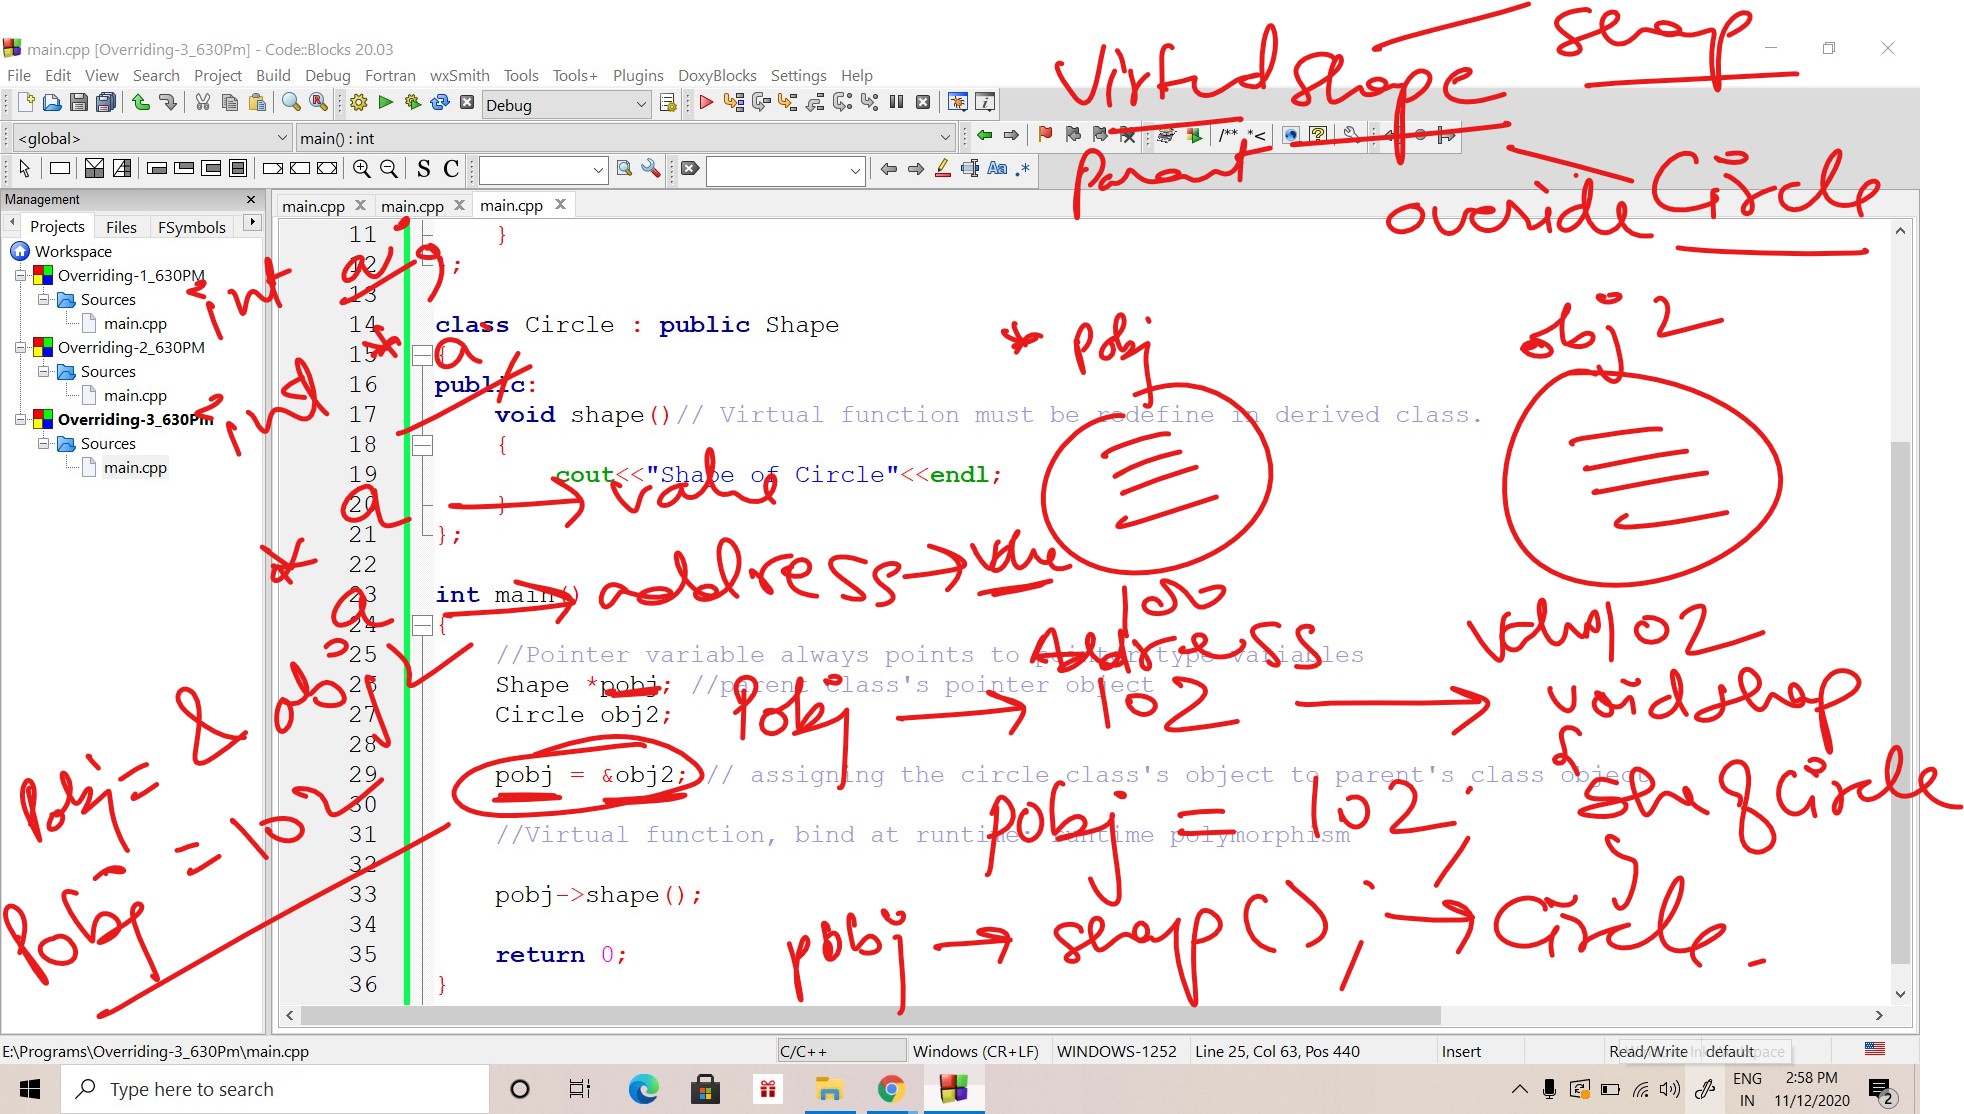 main.cpp [Overriding-3_630Pm] - Code::Blocks 20.03
File Edit View Search Project Build Debug Fortran wxSmith Tools Tools+ Plugins DoxyBlocks Settings Help
Debug
<global> main() : int
/** *<
S C Aa .*
Management
Projects Files FSymbols
main.cpp main.cpp main.cpp
Workspace
Overriding-1_630PM
Sources
main.cpp
Overriding-2_630PM
Sources
main.cpp
Overriding-3_630Pm
Sources
main.cpp
11 }
12 };
13
14 class Circle : public Shape
15 {
16 public:
17 void shape()// Virtual function must be redefine in derived class.
18 {
19 cout<<"Shape of Circle"<<endl;
20 }
21 };
22
23 int main()
24 {
25 //Pointer variable always points to pointer type variables
26 Shape *pobj; //parent class's pointer object
27 Circle obj2;
28
29 pobj = &obj2; // assigning the circle class's object to parent's class object
30
31 //Virtual function, bind at runtime: runtime polymorphism
32
33 pobj->shape();
34
35 return 0;
36 }
Virtual shape
shap
parent
override Circle
int a;
int *a
* pobj
obj 2
a → value
*a → address → value
100
Address
value 102
pobj → 102 → void shap
{
Circle
}
pobj = & obj2
pobj = 102
pobj = 102;
pobj → shap(); → Circle.
E:\Programs\Overriding-3_630Pm\main.cpp C/C++ Windows (CR+LF) WINDOWS-1252 Line 25, Col 63, Pos 440 Insert Read/Write default
Type here to search
ENG
IN
2:58 PM
11/12/2020
2